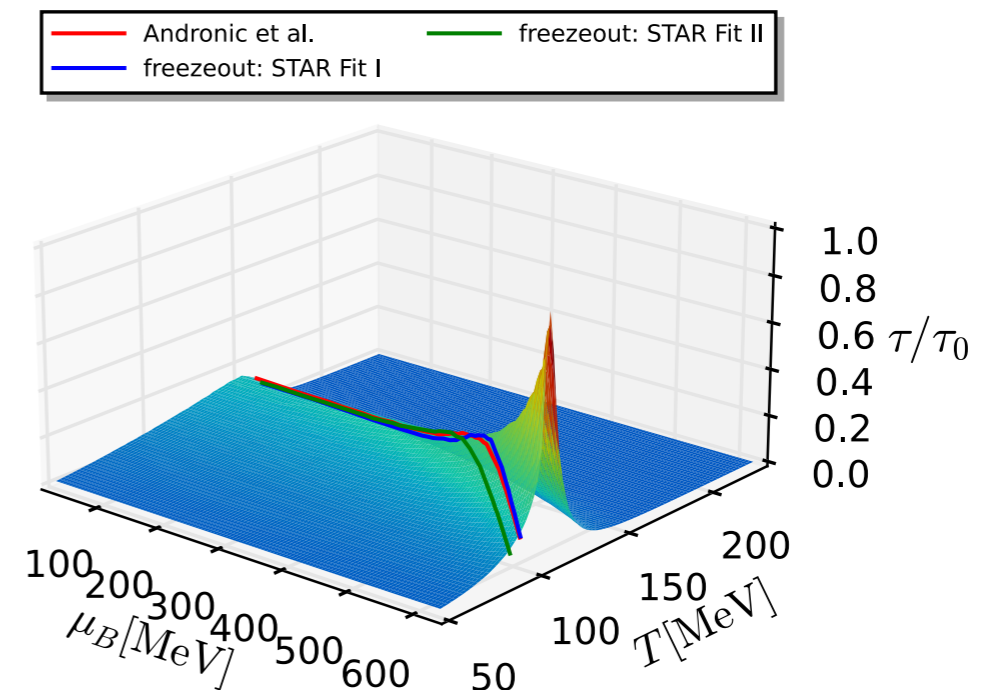 Andronic et al.
freezeout: STAR Fit II
freezeout: STAR Fit I
1.0
0.8
0.6
0.4
0.2
0.0
τ/τ₀
100
200
300
400
500
600
μ_B[MeV]
50
100
150
200
T[MeV]